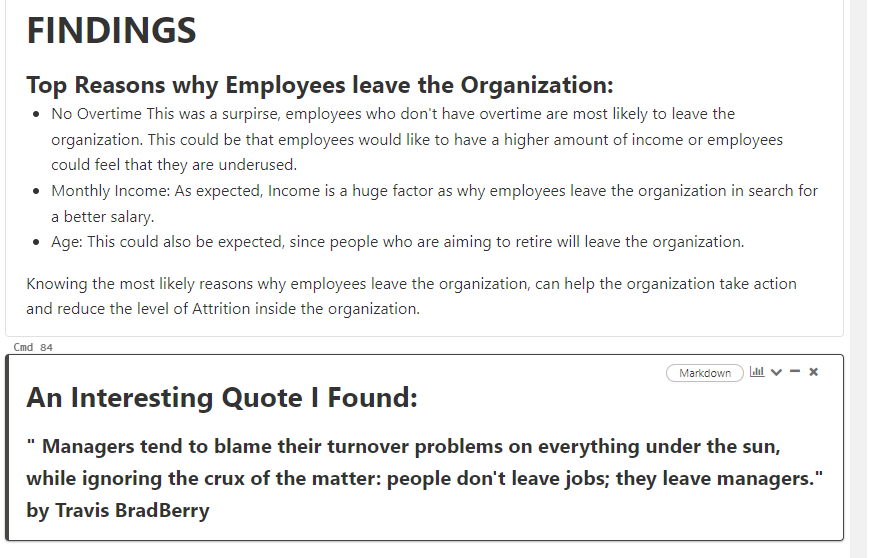 FINDINGS
Top Reasons why Employees leave the Organization:
• No Overtime This was a surpirse, employees who don't have overtime are most likely to leave the
organization. This could be that employees would like to have a higher amount of income or employees
could feel that they are underused.
• Monthly Income: As expected, Income is a huge factor as why employees leave the organization in search for
a better salary.
• Age: This could also be expected, since people who are aiming to retire will leave the organization.
Knowing the most likely reasons why employees leave the organization, can help the organization take action
and reduce the level of Attrition inside the organization.
Cmd 84
Markdown
An Interesting Quote I Found:
" Managers tend to blame their turnover problems on everything under the sun,
while ignoring the crux of the matter: people don't leave jobs; they leave managers."
by Travis BradBerry